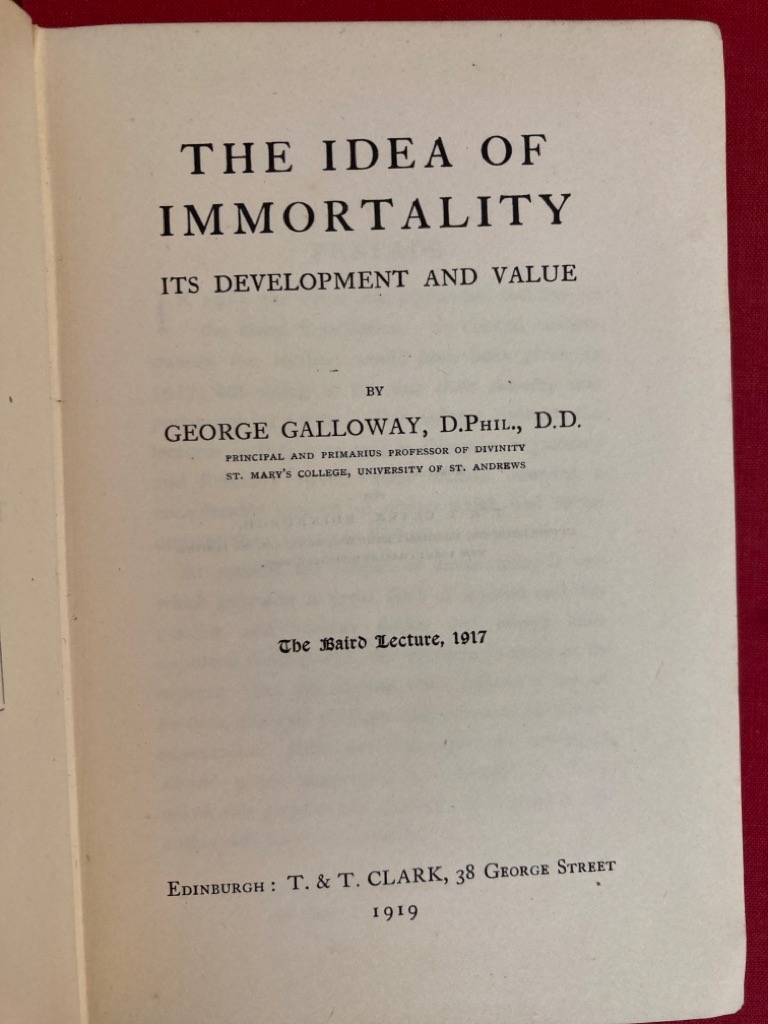 THE IDEA OF
IMMORTALITY
ITS DEVELOPMENT AND VALUE
BY
GEORGE GALLOWAY, D.PHIL., D.D.
PRINCIPAL AND PRIMARIUS PROFESSOR OF DIVINITY
ST. MARY'S COLLEGE, UNIVERSITY OF ST. ANDREWS
The Baird Lecture, 1917
EDINBURGH: T. & T. CLARK, 38 GEORGE STREET
1919